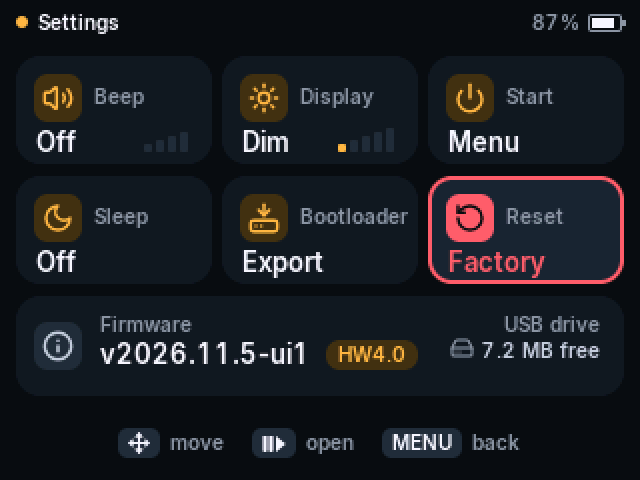 Settings
87%
Beep
Off
Display
Dim
Start
Menu
Sleep
Off
Bootloader
Export
Reset
Factory
Firmware
v2026.11.5-ui1 HW4.0
USB drive
7.2 MB free
move open MENU back